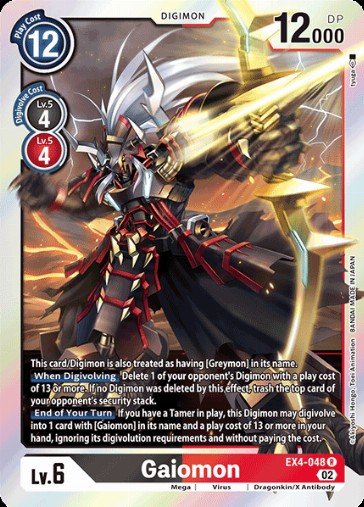 Play Cost
12
DIGIMON
12000
DP
Digivolve Cost
Lv.5
4
Lv.5
4
tyuga
©Akiyoshi Hongo, Toei Animation ・BANDAI MADE IN JAPAN
This card/Digimon is also treated as having [Greymon] in its name.
When Digivolving Delete 1 of your opponent's Digimon with a play cost
of 13 or more. If no Digimon was deleted by this effect, trash the top card
of your opponent's security stack.
End of Your Turn If you have a Tamer in play, this Digimon may digivolve
into 1 card with [Gaiomon] in its name and a play cost of 13 or more in your
hand, ignoring its digivolution requirements and without paying the cost.
Lv.6
Gaiomon
EX4-048 R
02
Mega
Virus
Dragonkin/X Antibody